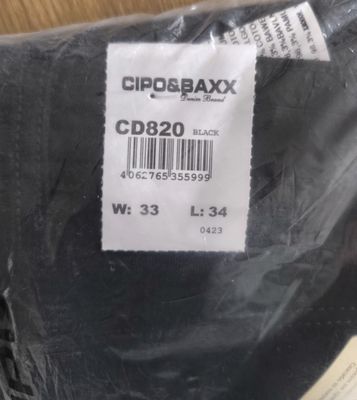 CIPO&BAXX
Denim Brand
CD820 BLACK
4062765355999
W: 33 L: 34
0423